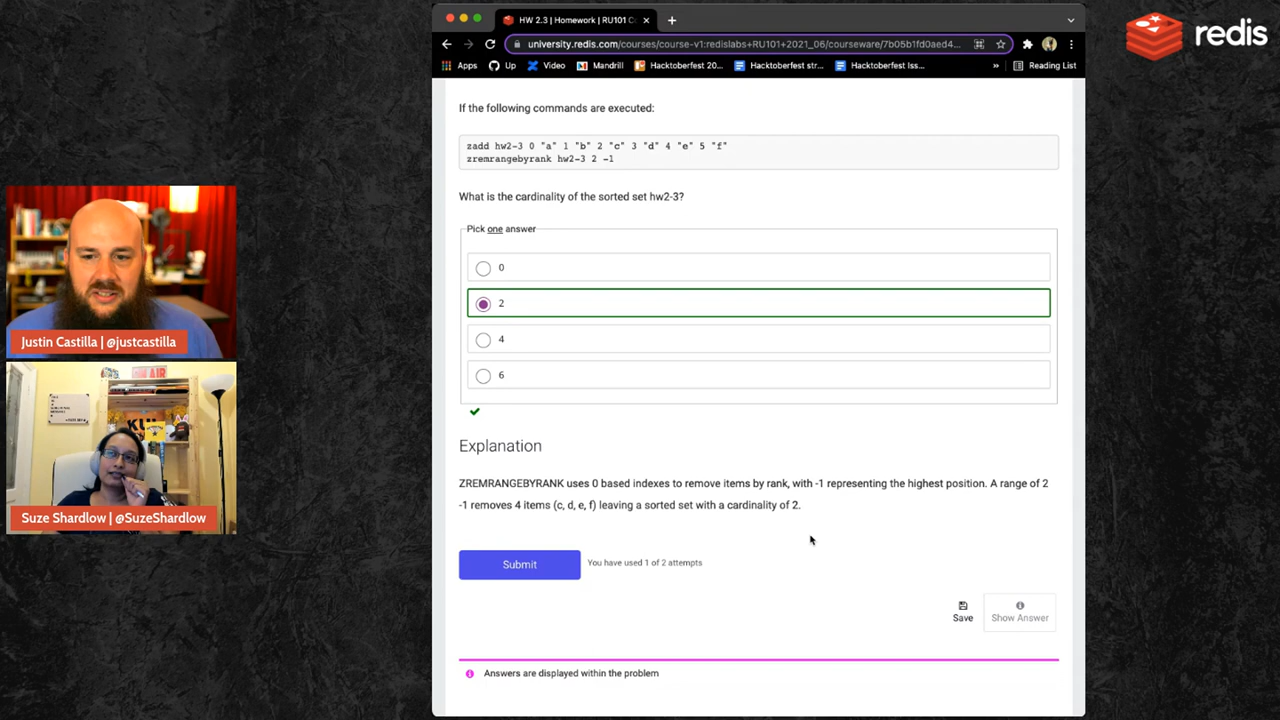 HW 2.3 | Homework | RU101 C
university.redis.com/courses/course-v1:redislabs+RU101+2021_06/courseware/7b05b1fd0aed4...
Apps Up Video Mandrill Hacktoberfest 20... Hacktoberfest str... Hacktoberfest Iss... » Reading List
redis
If the following commands are executed:
zadd hw2-3 0 "a" 1 "b" 2 "c" 3 "d" 4 "e" 5 "f"
zremrangebyrank hw2-3 2 -1
What is the cardinality of the sorted set hw2-3?
Pick one answer
0
2
4
6
Explanation
ZREMRANGEBYRANK uses 0 based indexes to remove items by rank, with -1 representing the highest position. A range of 2
-1 removes 4 items (c, d, e, f) leaving a sorted set with a cardinality of 2.
Submit
You have used 1 of 2 attempts
Save
Show Answer
Answers are displayed within the problem
Justin Castilla | @justcastilla
ON AIR
Suze Shardlow | @SuzeShardlow